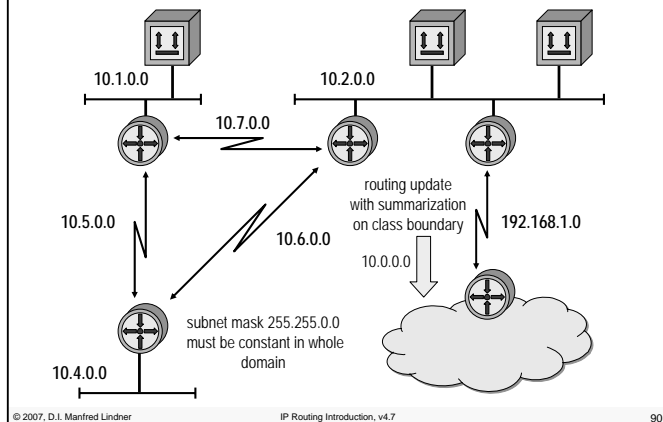 10.1.0.0
10.2.0.0
10.7.0.0
routing update
with summarization
on class boundary
192.168.1.0
10.5.0.0
10.6.0.0
10.0.0.0
subnet mask 255.255.0.0
must be constant in whole
domain
10.4.0.0
© 2007, D.I. Manfred Lindner
IP Routing Introduction, v4.7
90